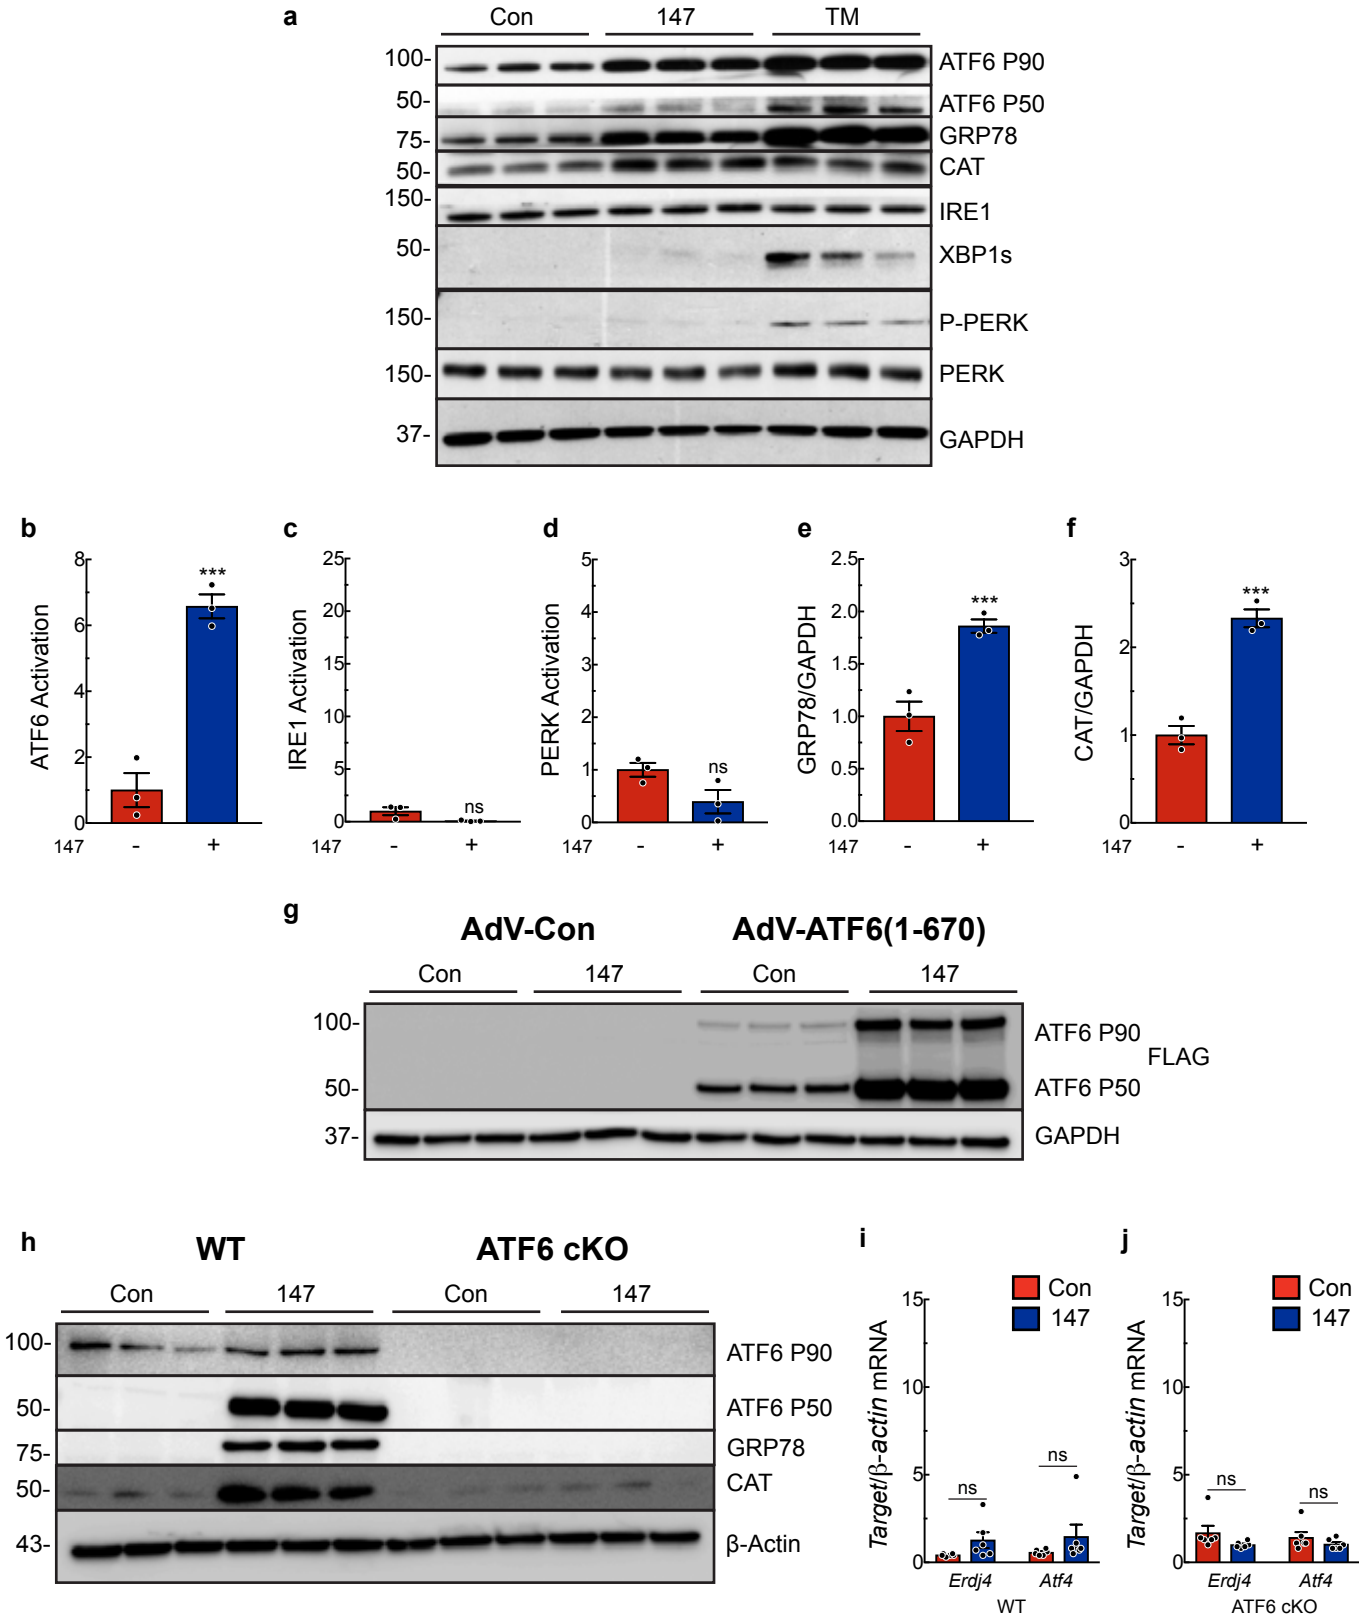 a
Con 147 TM
100- ATF6 P90
50- ATF6 P50
75- GRP78
50- CAT
150- IRE1
50- XBP1s
150- P-PERK
150- PERK
37- GAPDH
b
ATF6 Activation
8
6
4
2
0
***
147 - +
c
IRE1 Activation
25
20
15
10
5
0
ns
147 - +
d
PERK Activation
5
4
3
2
1
0
ns
147 - +
e
GRP78/GAPDH
2.5
2.0
1.5
1.0
0.5
0.0
***
147 - +
f
CAT/GAPDH
3
2
1
0
***
147 - +
g
AdV-Con AdV-ATF6(1-670)
Con 147 Con 147
100- ATF6 P90
FLAG
50- ATF6 P50
37- GAPDH
h
WT ATF6 cKO
Con 147 Con 147
100- ATF6 P90
50- ATF6 P50
75- GRP78
50- CAT
43- β-Actin
i
Con
147
Target/β-actin mRNA
15
10
5
0
ns ns
Erdj4 Atf4
WT
j
Con
147
Target/β-actin mRNA
15
10
5
0
ns ns
Erdj4 Atf4
ATF6 cKO